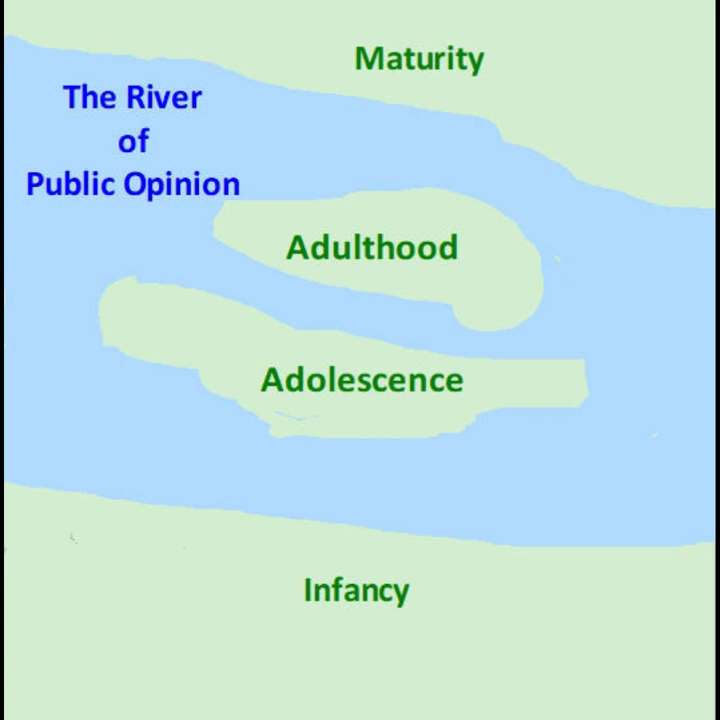 Maturity
The River
of
Public Opinion
Adulthood
Adolescence
Infancy